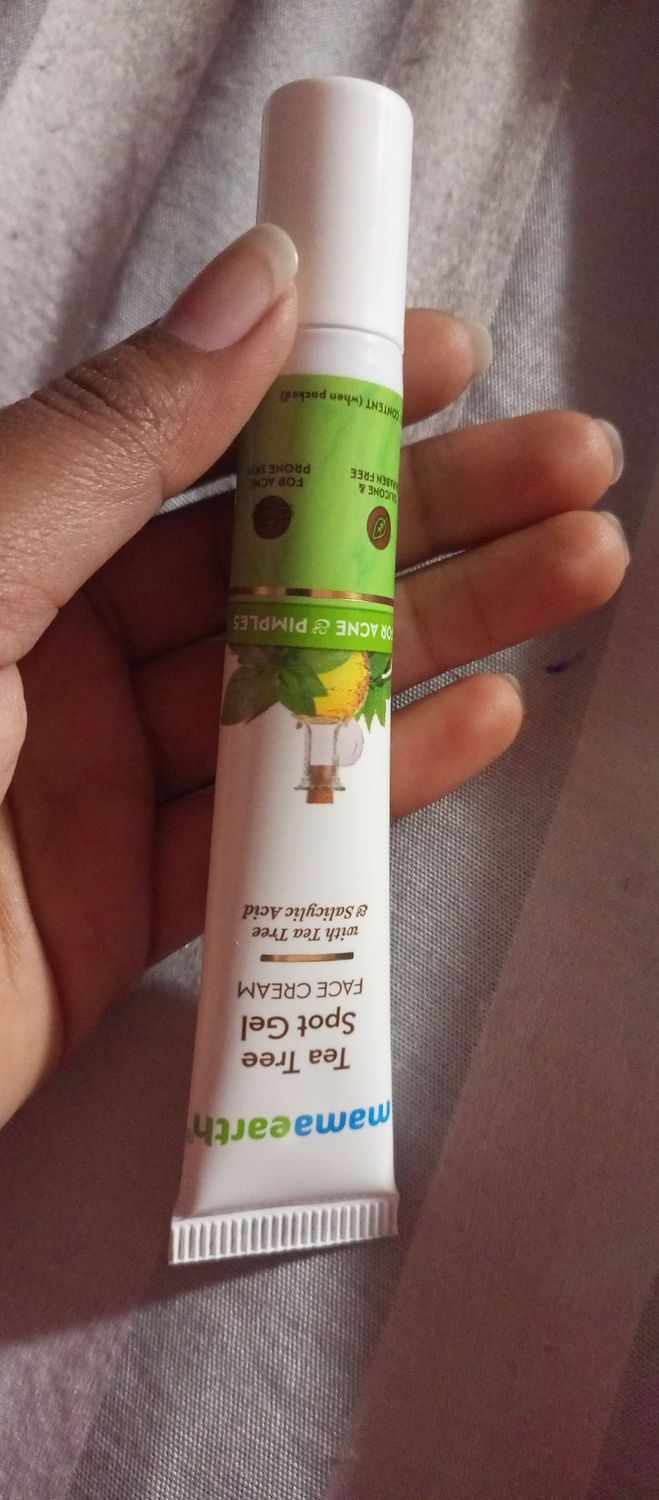 mamaearth
Tea Tree
Spot Gel
FACE CREAM
with Tea Tree
& Salicylic Acid
FOR ACNE & PIMPLES
SILICONE &
PARABEN FREE
FOR ACNE
PRONE SKIN
CONTENT (when packed)